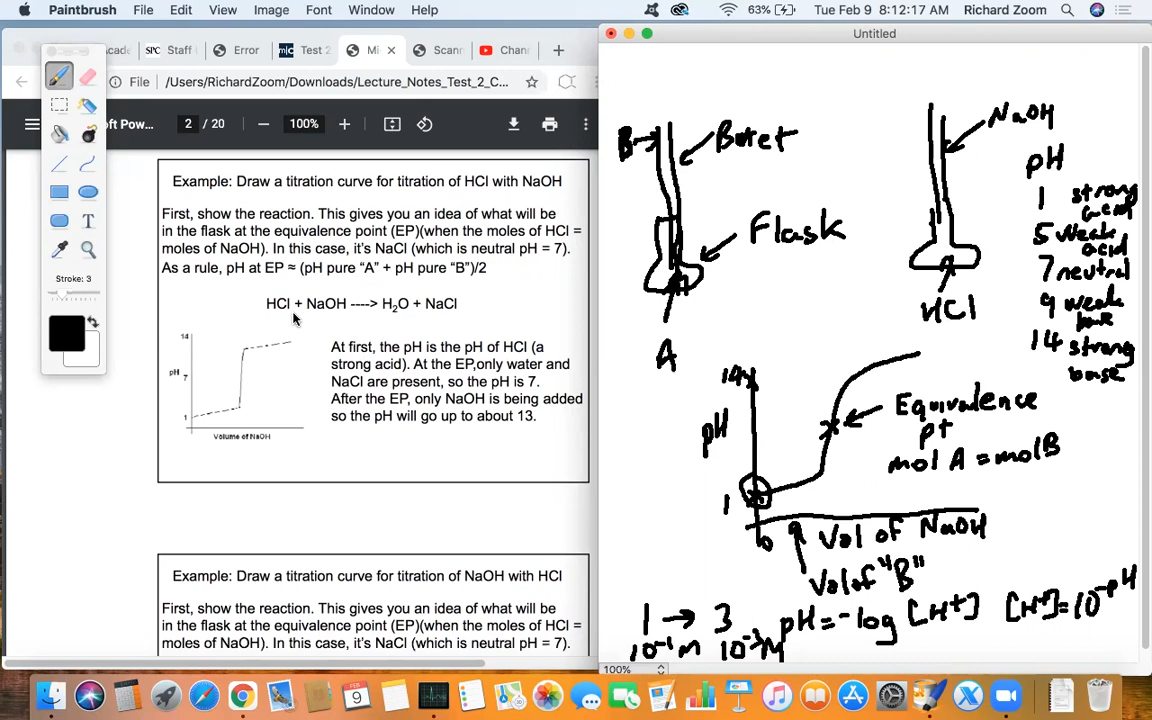 Paintbrush File Edit View Image Font Window Help 63% Tue Feb 9 8:12:17 AM Richard Zoom
Acade SPC Staff Error Test 2 Mi Scann Chann
File /Users/RichardZoom/Downloads/Lecture_Notes_Test_2_C...
oft Pow... 2 / 20 100%
Example: Draw a titration curve for titration of HCl with NaOH
First, show the reaction. This gives you an idea of what will be
in the flask at the equivalence point (EP)(when the moles of HCl =
moles of NaOH). In this case, it's NaCl (which is neutral pH = 7).
As a rule, pH at EP ≈ (pH pure “A” + pH pure “B”)/2
HCl + NaOH ----> H2O + NaCl
14
pH
7
1
Volume of NaOH
At first, the pH is the pH of HCl (a
strong acid). At the EP,only water and
NaCl are present, so the pH is 7.
After the EP, only NaOH is being added
so the pH will go up to about 13.
Example: Draw a titration curve for titration of NaOH with HCl
First, show the reaction. This gives you an idea of what will be
in the flask at the equivalence point (EP)(when the moles of HCl =
moles of NaOH). In this case, it's NaCl (which is neutral pH = 7).
T
Stroke: 3
Untitled
B
Buret
Flask
A
NaOH
HCl
pH
1 strong acid
5 weak acid
7 neutral
9 weak base
14 strong base
14
pH
1
0
Equivalence
pt
mol A = mol B
Vol of NaOH
Vol of "B"
1 → 3 pH = -log [H+] [H+] = 10-pH
10-1 M 10-3 M
100%
FEB
9